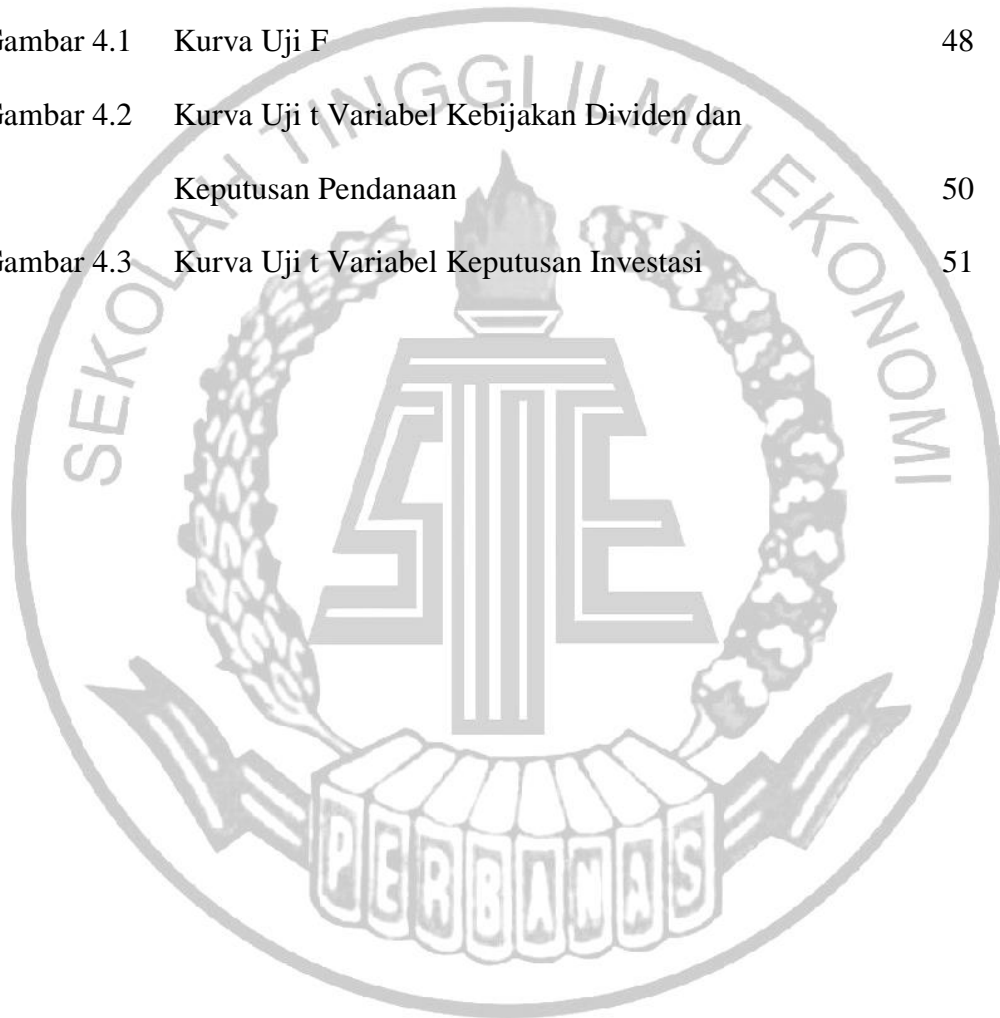 Gambar 4.1 Kurva Uji F 48
Gambar 4.2 Kurva Uji t Variabel Kebijakan Dividen dan
Keputusan Pendanaan 50
Gambar 4.3 Kurva Uji t Variabel Keputusan Investasi 51
SEKOLAH TINGGI ILMU EKONOMI
STIE
PERBANAS